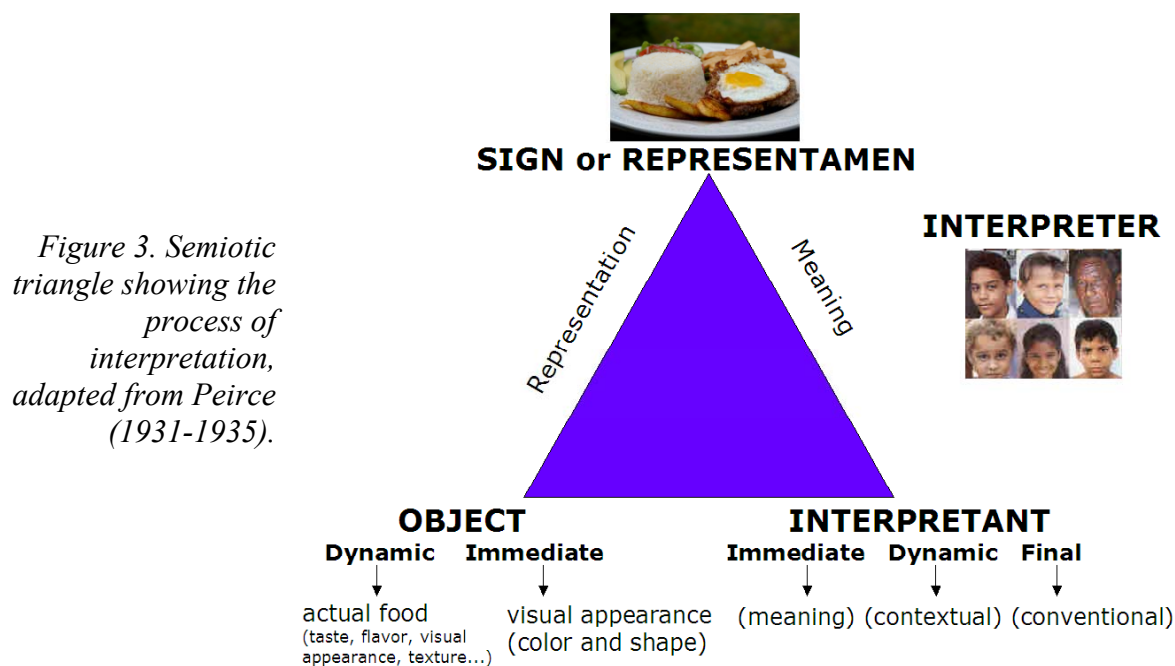 SIGN or REPRESENTAMEN
Figure 3. Semiotic
triangle showing the
process of
interpretation,
adapted from Peirce
(1931-1935).
Representation
Meaning
INTERPRETER
OBJECT
Dynamic Immediate
actual food
(taste, flavor, visual
appearance, texture...)
visual appearance
(color and shape)
INTERPRETANT
Immediate Dynamic Final
(meaning) (contextual) (conventional)